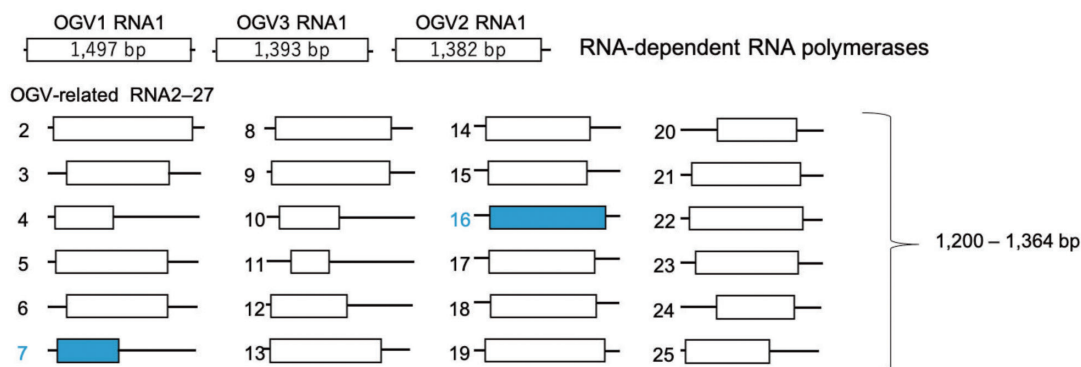 OGV1 RNA1 OGV3 RNA1 OGV2 RNA1
1,497 bp 1,393 bp 1,382 bp RNA-dependent RNA polymerases
OGV-related RNA2–27
2 8 14 20
3 9 15 21
4 10 16 22
1,200 – 1,364 bp
5 11 17 23
6 12 18 24
7 13 19 25